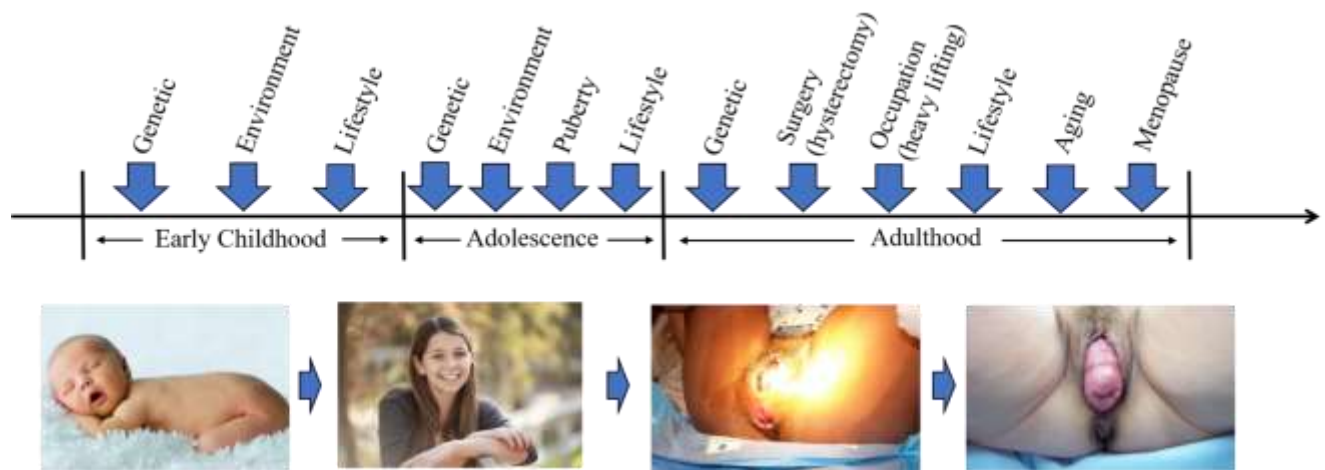 Genetic
Environment
Lifestyle
Genetic
Environment
Puberty
Lifestyle
Genetic
Surgery
(hysterectomy)
Occupation
(heavy lifting)
Lifestyle
Aging
Menopause
Early Childhood
Adolescence
Adulthood